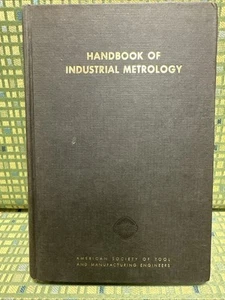 HANDBOOK OF
INDUSTRIAL METROLOGY
AMERICAN SOCIETY OF TOOL
AND MANUFACTURING ENGINEERS